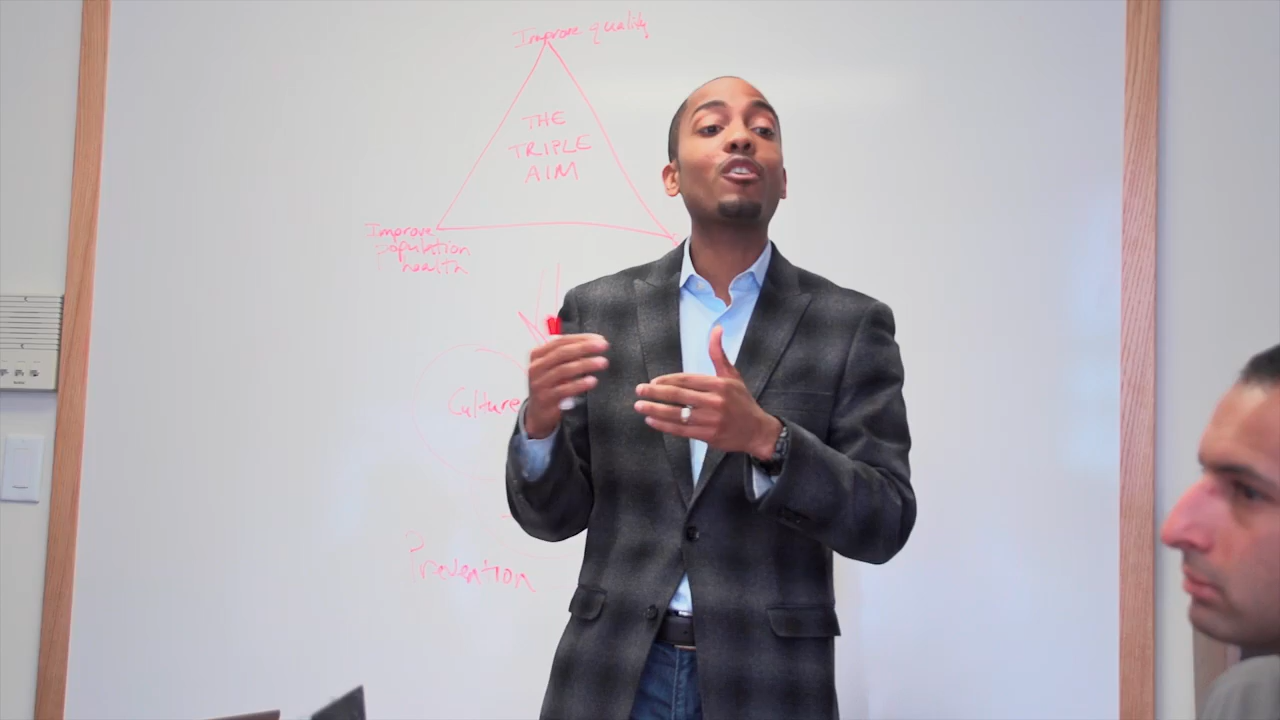 Improve quality
THE
TRIPLE
AIM
Improve
population
health
Culture
Prevention